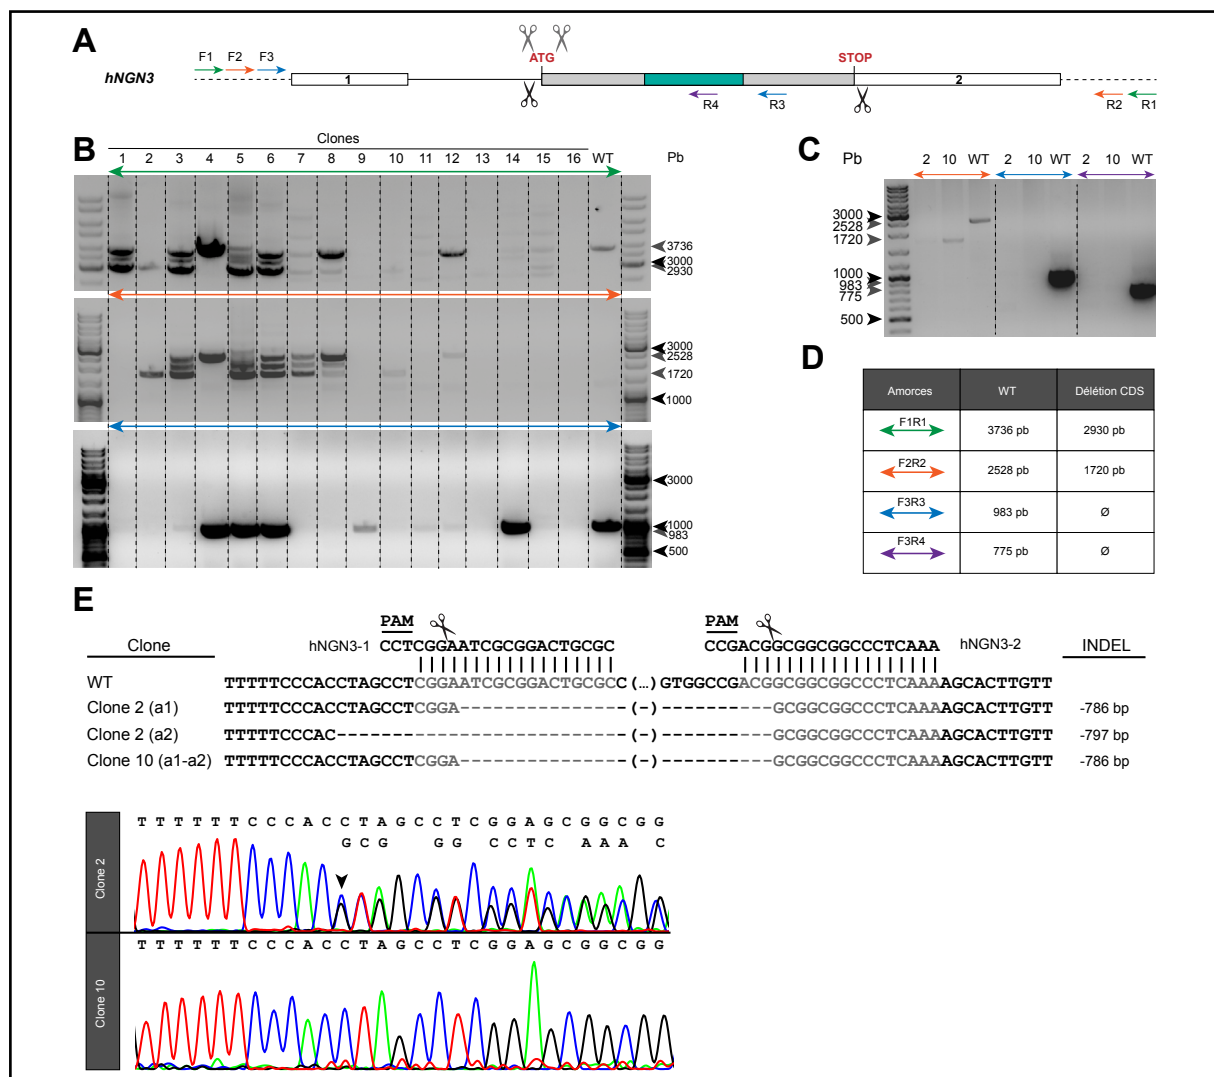 A
F1 F2 F3
ATG STOP
hNGN3 1 2
R4 R3 R2 R1
B
Clones
1 2 3 4 5 6 7 8 9 10 11 12 13 14 15 16 WT Pb
3736
3000
2930
3000
2528
1720
1000
3000
1000
983
500
C
Pb 2 10 WT 2 10 WT 2 10 WT
3000
2528
1720
1000
983
775
500
D
Amorces WT Délétion CDS
F1R1 3736 pb 2930 pb
F2R2 2528 pb 1720 pb
F3R3 983 pb Ø
F3R4 775 pb Ø
E
PAM PAM
Clone hNGN3-1 CCTCGGAATCGCGGACTGCGC CCGACGGCGGCGGCCCTCAAA hNGN3-2 INDEL
WT TTTTTCCCACCTAGCCTCGGAATCGCGGACTGCGCC(…)GTGGCCGACGGCGGCGGCCCTCAAAAGCACTTGTT
Clone 2 (a1) TTTTTCCCACCTAGCCTCGGA---------------(-)----------GCGGCGGCCCTCAAAAGCACTTGTT -786 bp
Clone 2 (a2) TTTTTCCCAC--------------------------(-)----------GCGGCGGCCCTCAAAAGCACTTGTT -797 bp
Clone 10 (a1-a2) TTTTTCCCACCTAGCCTCGGA---------------(-)----------GCGGCGGCCCTCAAAAGCACTTGTT -786 bp
Clone 2
T T T T T T C C C A C C T A G C C T C G G A G C G G C G G
G C G G G C C T C A A A C
Clone 10
T T T T T T C C C A C C T A G C C T C G G A G C G G C G G